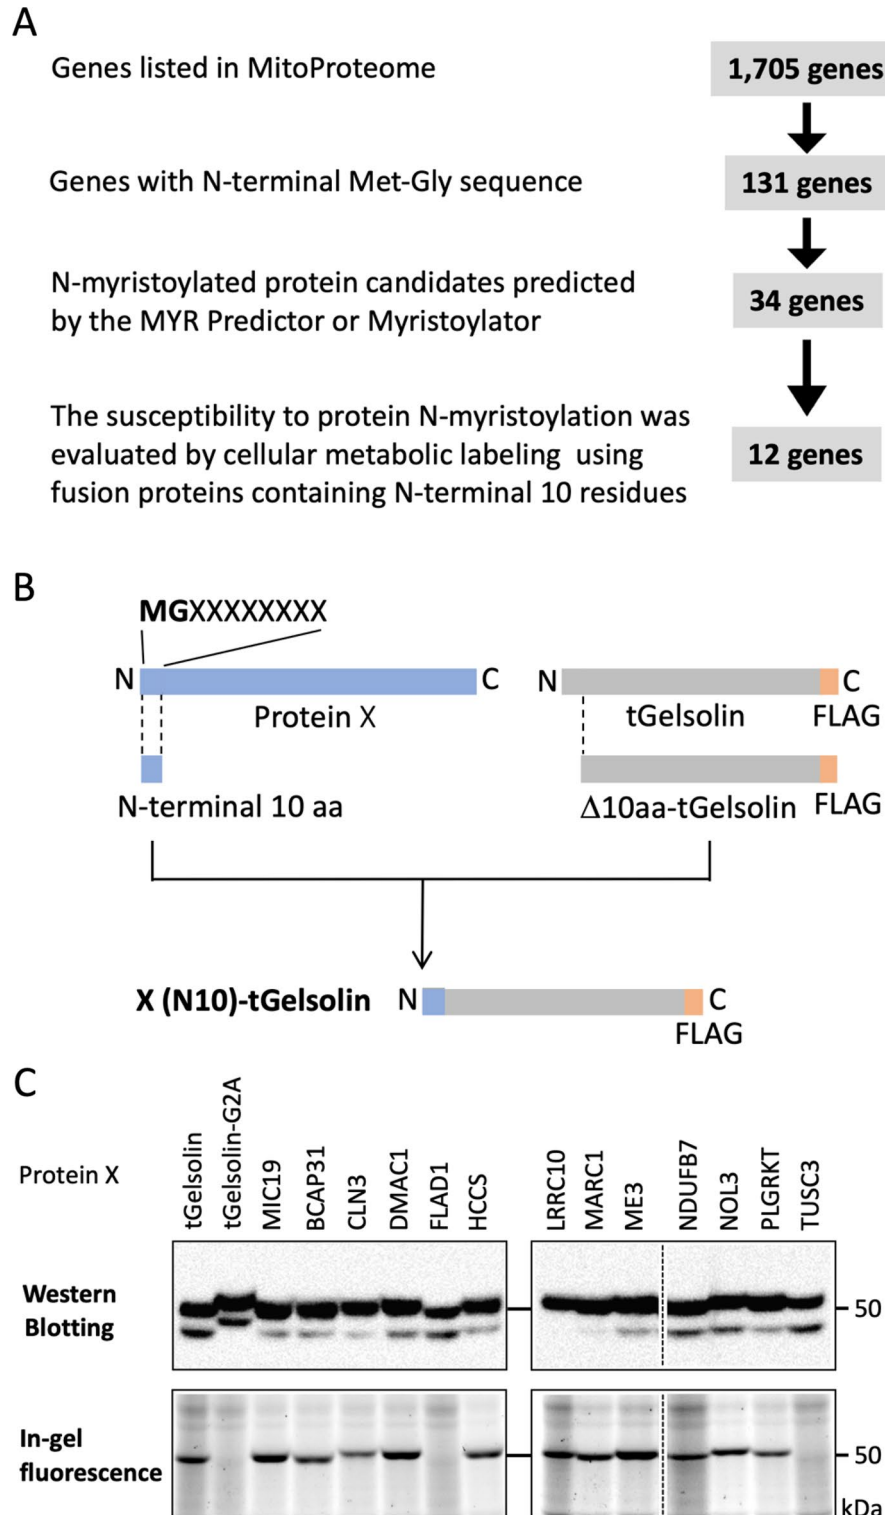 A
Genes listed in MitoProteome
1,705 genes
Genes with N-terminal Met-Gly sequence
131 genes
N-myristoylated protein candidates predicted
by the MYR Predictor or Myristoylator
34 genes
The susceptibility to protein N-myristoylation was
evaluated by cellular metabolic labeling using
fusion proteins containing N-terminal 10 residues
12 genes
B
MGXXXXXXXX
N C N C
Protein X tGelsolin FLAG
N-terminal 10 aa Δ10aa-tGelsolin FLAG
X (N10)-tGelsolin N C
FLAG
C
Protein X
tGelsolin
tGelsolin-G2A
MIC19
BCAP31
CLN3
DMAC1
FLAD1
HCCS
LRRC10
MARC1
ME3
NDUFB7
NOL3
PLGRKT
TUSC3
Western
Blotting
50
In-gel
fluorescence
50
kDa